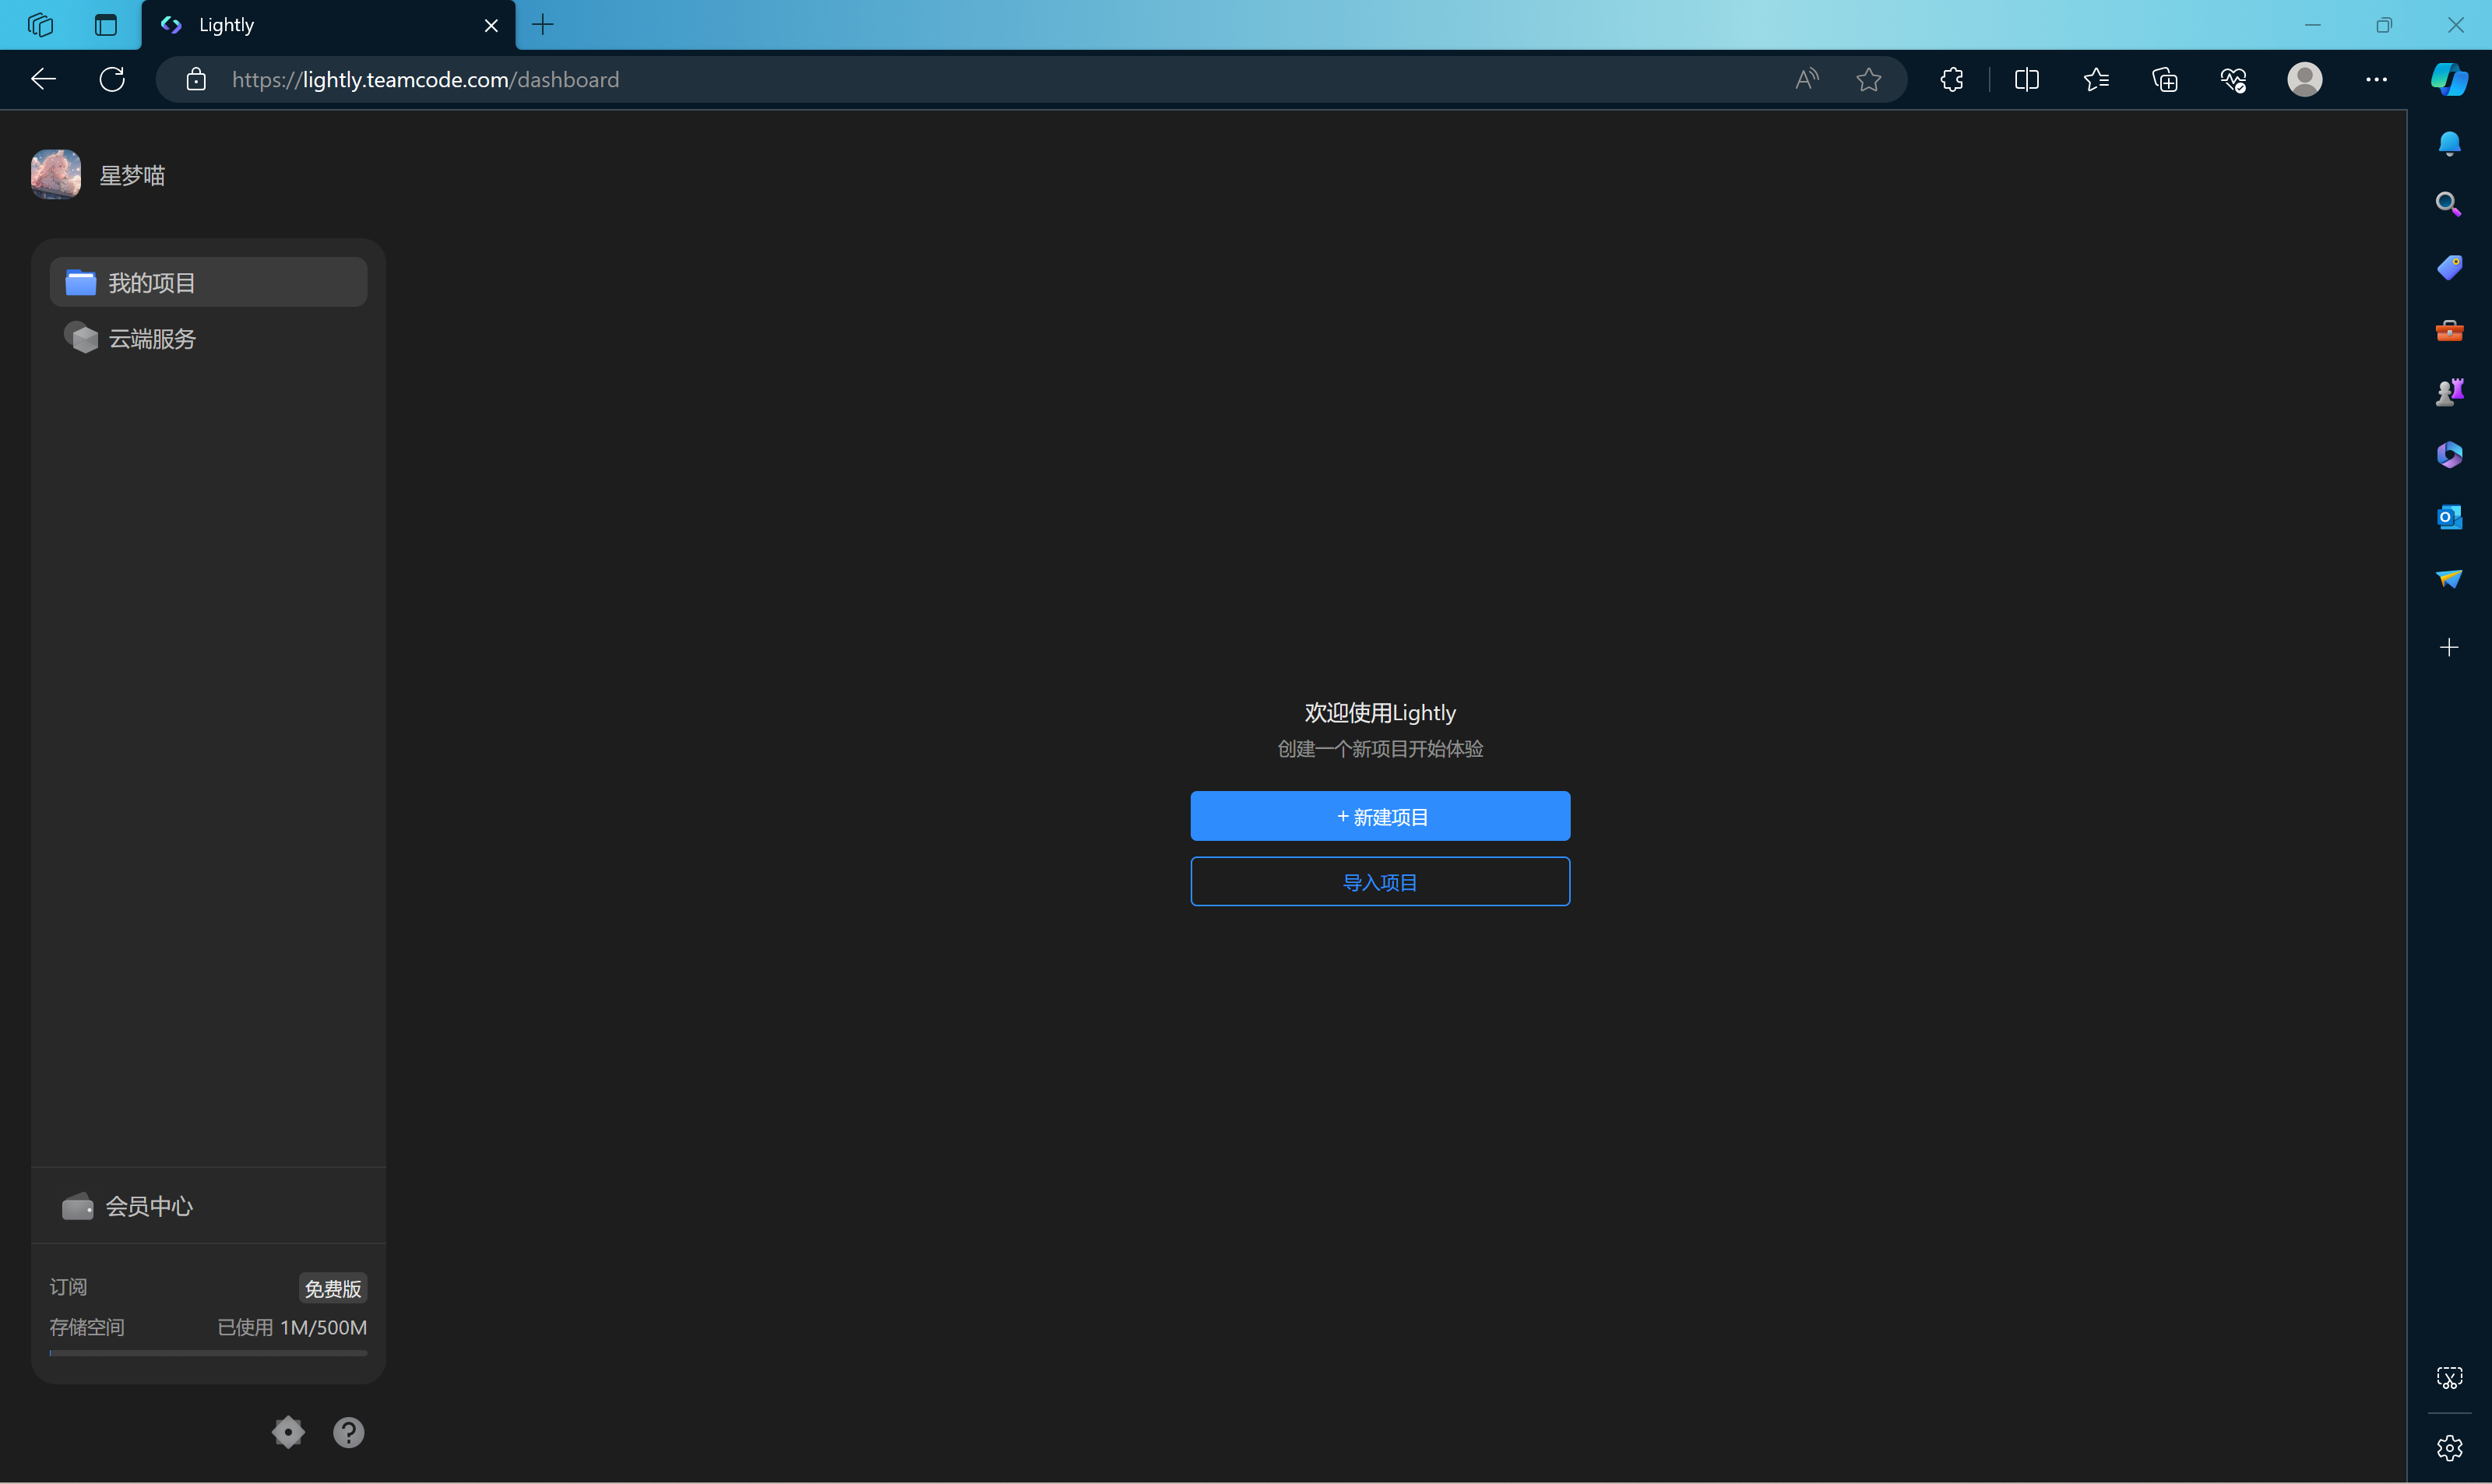 Lightly
https://lightly.teamcode.com/dashboard
星梦喵
我的项目
云端服务
欢迎使用Lightly
创建一个新项目开始体验
+ 新建项目
导入项目
会员中心
订阅 免费版
存储空间 已使用 1M/500M